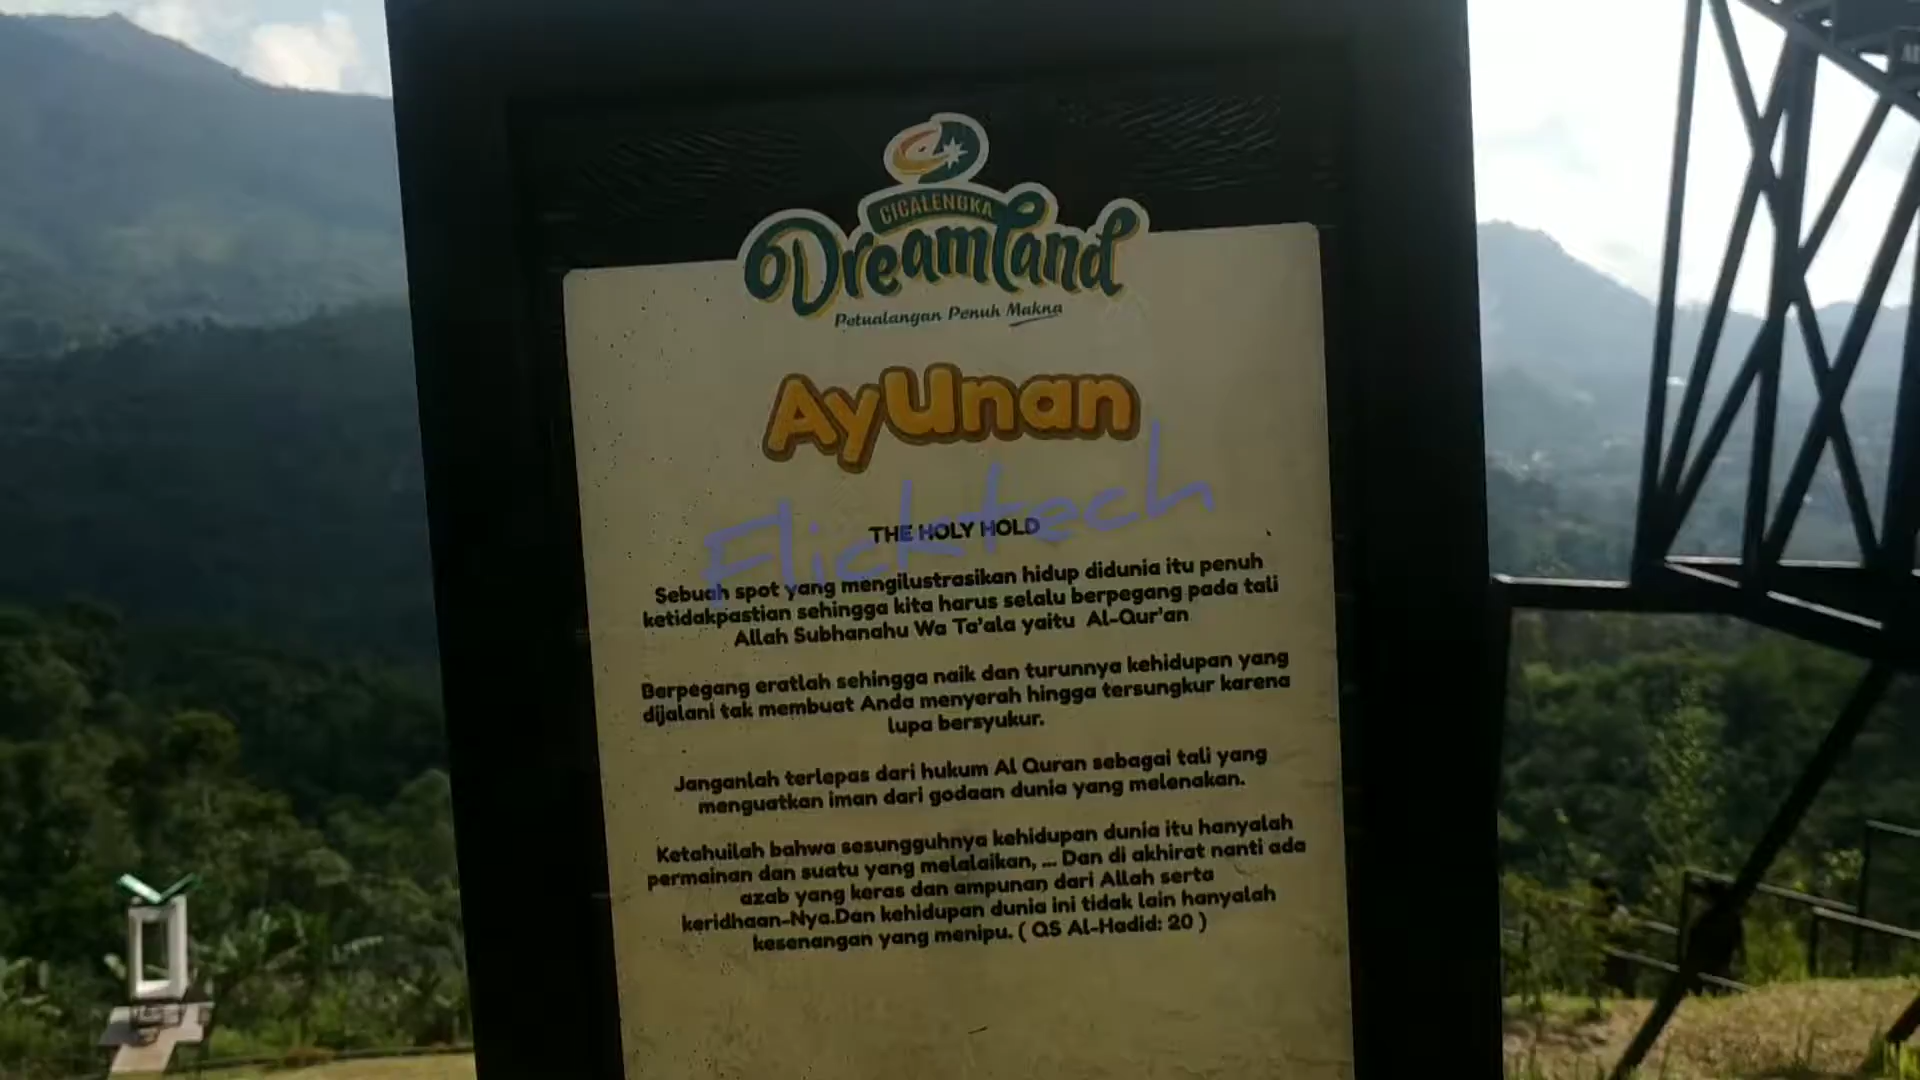 CICALENGKA
Dreamland
Petualangan Penuh Makna
AyUnan
Flicktech
THE HOLY HOLD
Sebuah spot yang mengilustrasikan hidup didunia itu penuh
ketidakpastian sehingga kita harus selalu berpegang pada tali
Allah Subhanahu Wa Ta'ala yaitu Al-Qur'an
Berpegang eratlah sehingga naik dan turunnya kehidupan yang
dijalani tak membuat Anda menyerah hingga tersungkur karena
lupa bersyukur.
Janganlah terlepas dari hukum Al Quran sebagai tali yang
menguatkan iman dari godaan dunia yang melenakan.
Ketahuilah bahwa sesungguhnya kehidupan dunia itu hanyalah
permainan dan suatu yang melalaikan, ... Dan di akhirat nanti ada
azab yang keras dan ampunan dari Allah serta
keridhaan-Nya.Dan kehidupan dunia ini tidak lain hanyalah
kesenangan yang menipu. ( QS Al-Hadid: 20 )